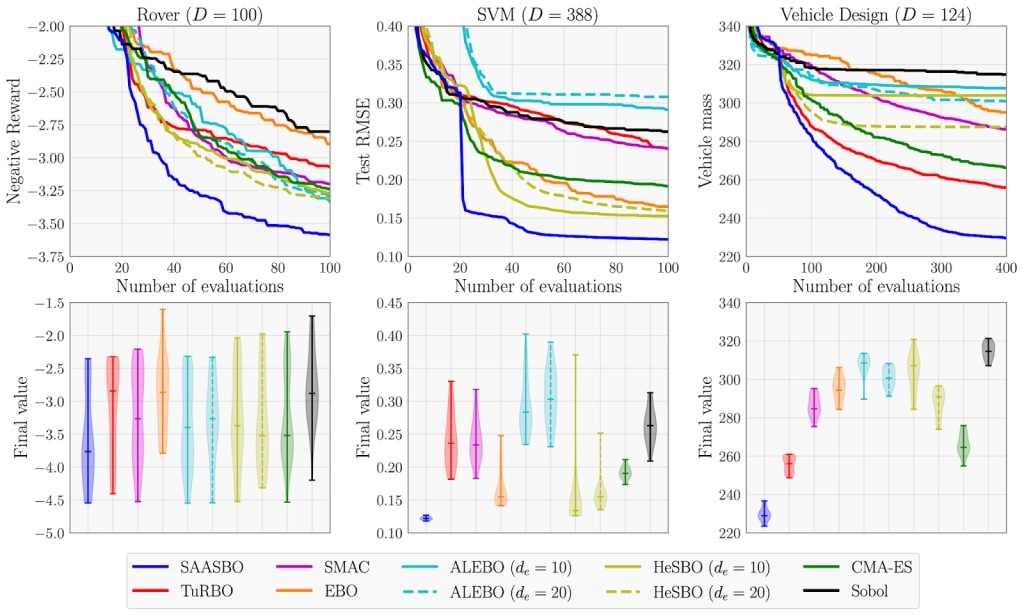 Rover (D = 100)
SVM (D = 388)
Vehicle Design (D = 124)
Negative Reward
−2.00
−2.25
−2.50
−2.75
−3.00
−3.25
−3.50
−3.75
0 20 40 60 80 100
Number of evaluations
Test RMSE
0.40
0.35
0.30
0.25
0.20
0.15
0.10
0 20 40 60 80 100
Number of evaluations
Vehicle mass
340
320
300
280
260
240
220
0 100 200 300 400
Number of evaluations
Final value
−1.5
−2.0
−2.5
−3.0
−3.5
−4.0
−4.5
−5.0
Final value
0.45
0.40
0.35
0.30
0.25
0.20
0.15
0.10
Final value
340
320
300
280
260
240
220
SAASBO SMAC ALEBO (dₑ = 10) HeSBO (dₑ = 10) CMA-ES
TuRBO EBO ALEBO (dₑ = 20) HeSBO (dₑ = 20) Sobol